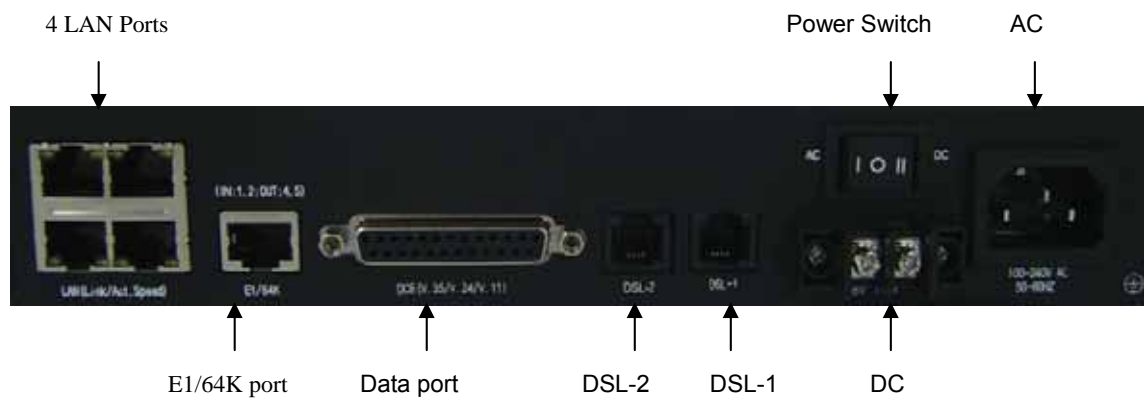 4 LAN Ports
Power Switch
AC
AC
I O II
DC
(IN:1,2;OUT:4,5)
LAN(Link/Act.Speed)
E1/64K
DCE(V.35/V.24/V.11)
DSL-2
DSL-1
100-240V AC
50-60HZ
E1/64K port
Data port
DSL-2
DSL-1
DC